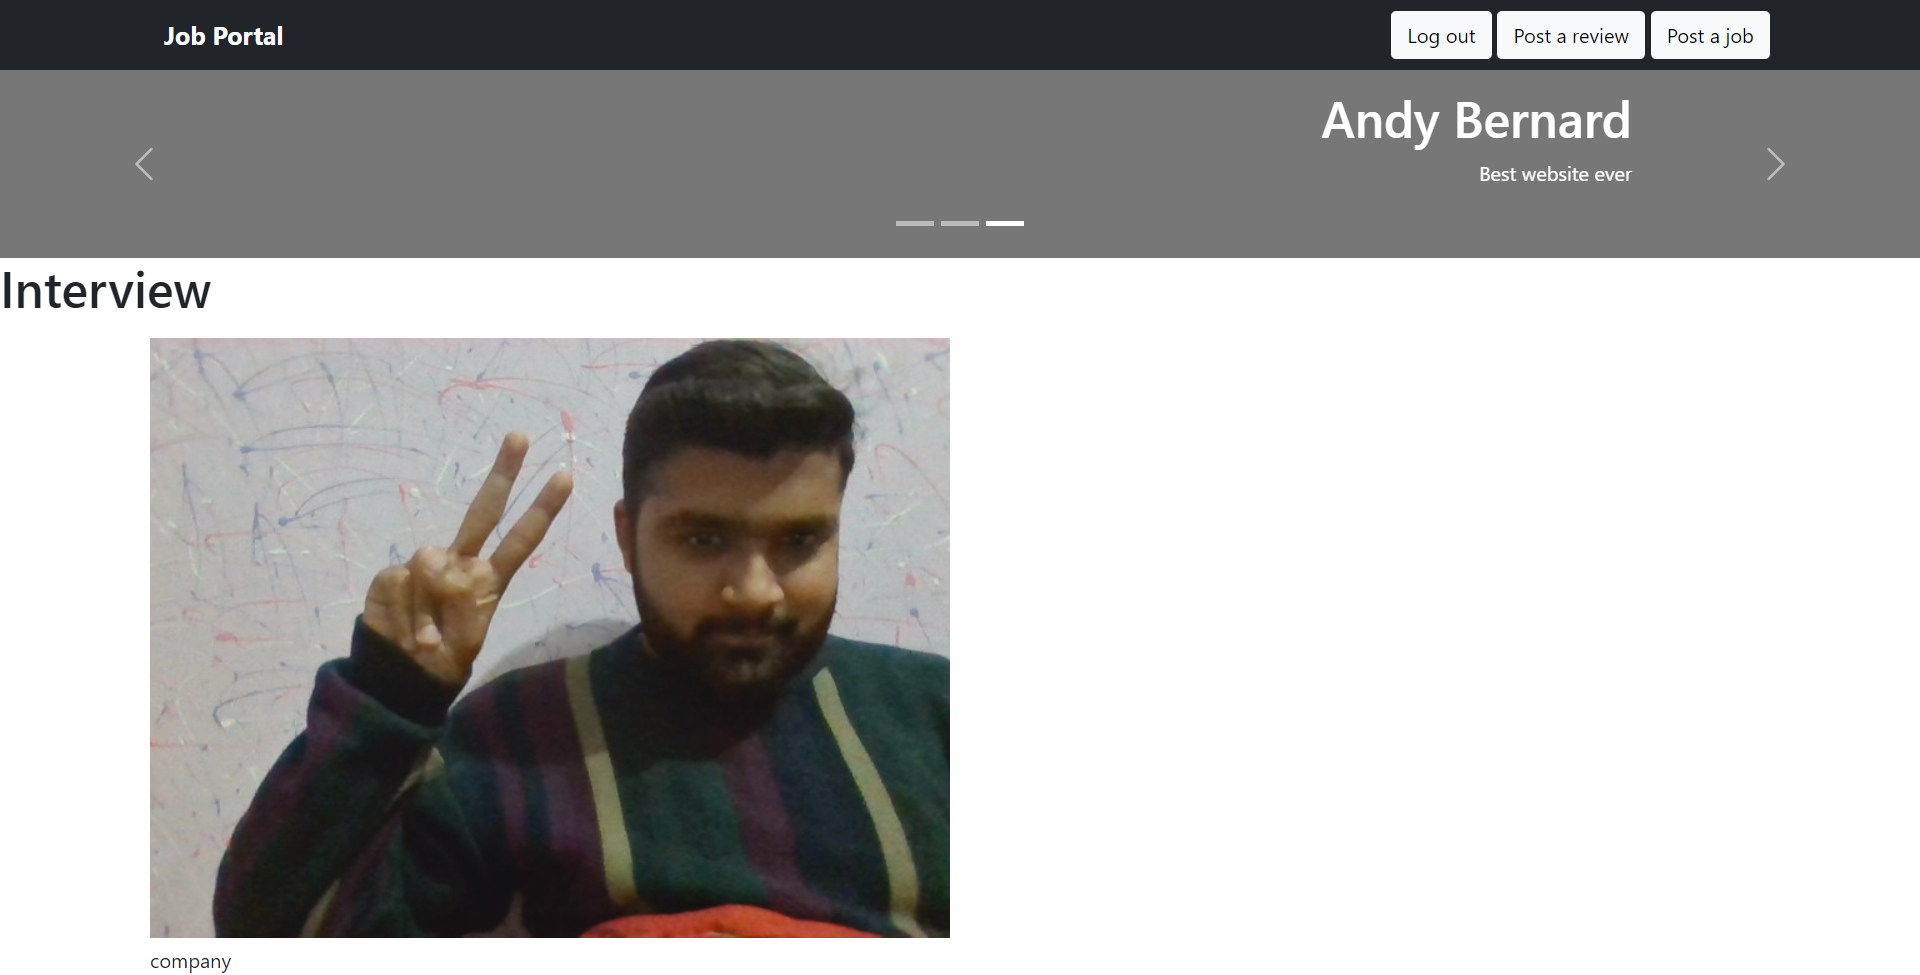 Job Portal
Log out
Post a review
Post a job
Andy Bernard
Best website ever
Interview
company